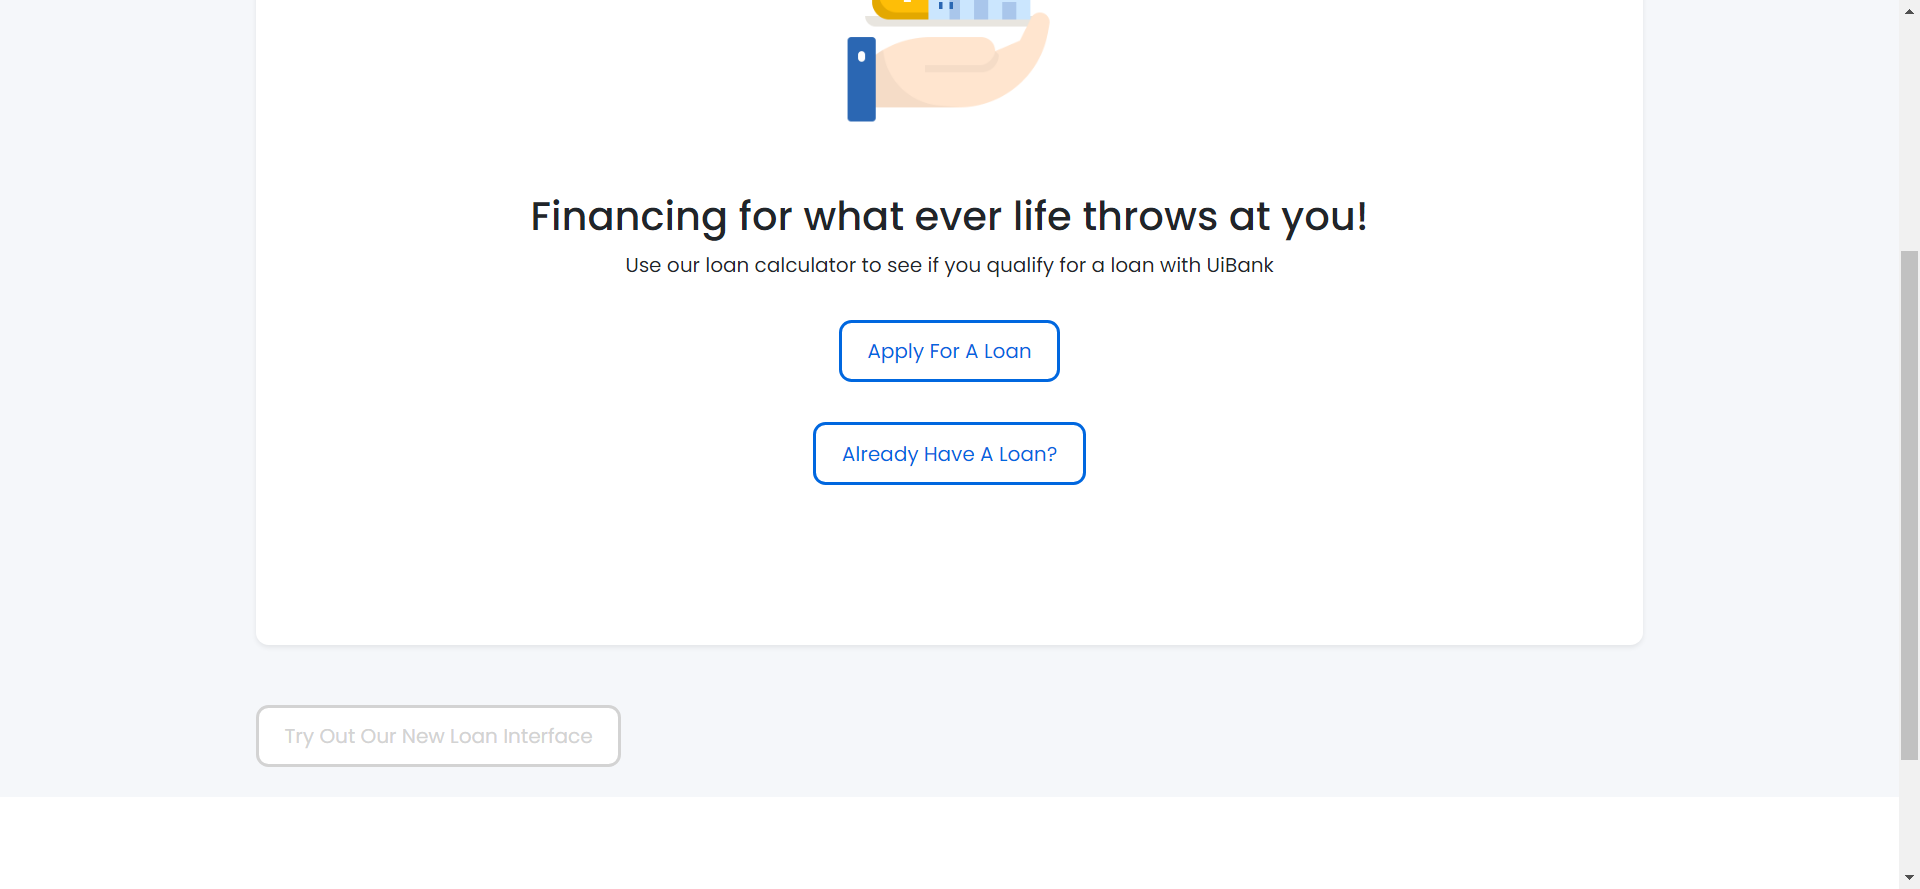 Financing for what ever life throws at you!
Use our loan calculator to see if you qualify for a loan with UiBank
Apply For A Loan
Already Have A Loan?
Try Out Our New Loan Interface